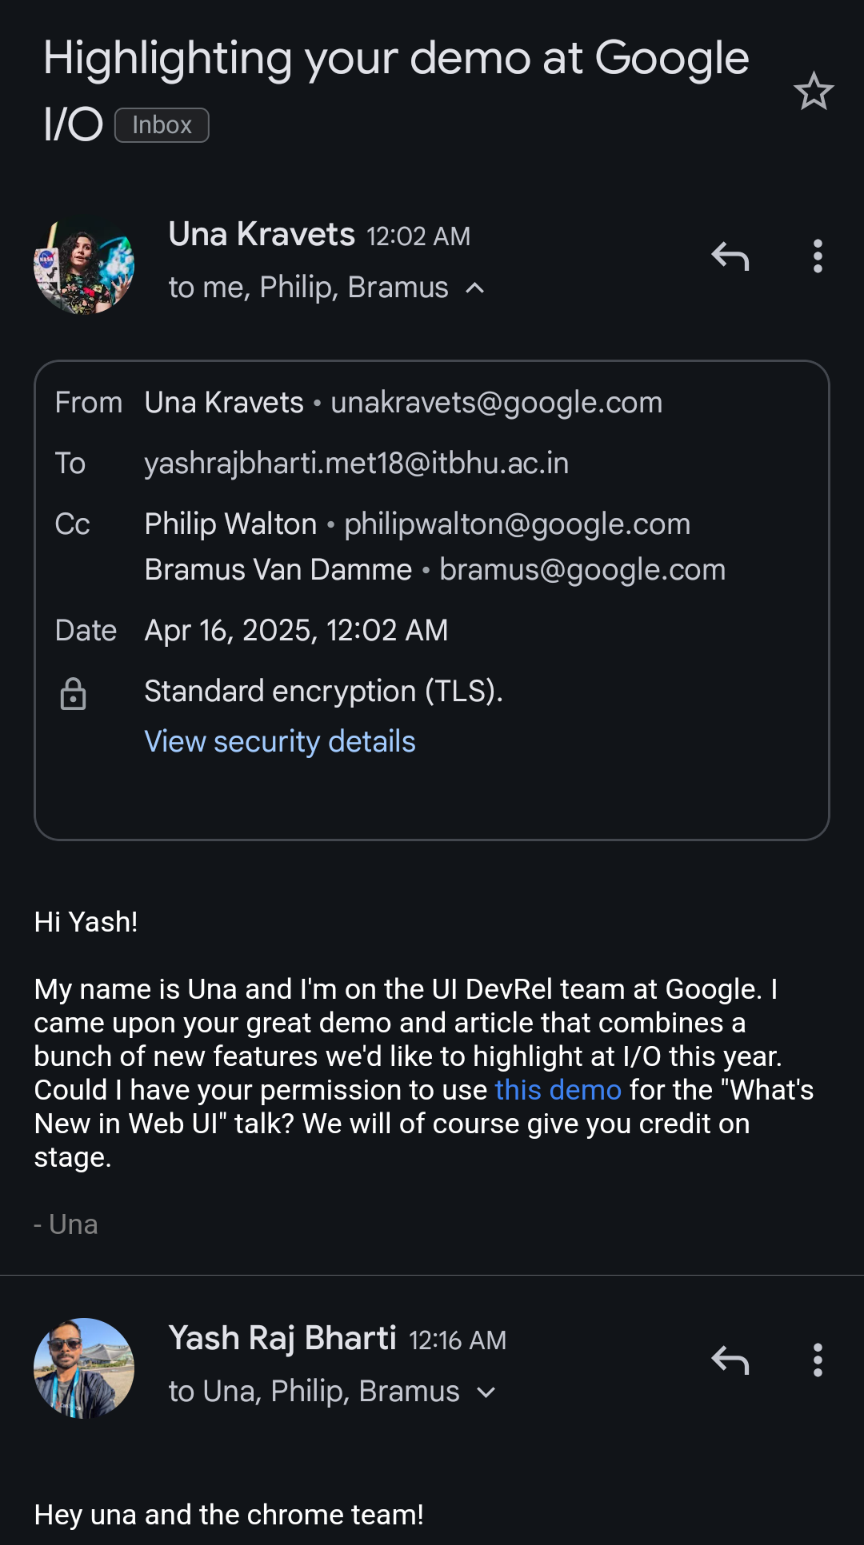 Highlighting your demo at Google
I/O Inbox
Una Kravets 12:02 AM
to me, Philip, Bramus
From Una Kravets • unakravets@google.com
To yashrajbharti.met18@itbhu.ac.in
Cc Philip Walton • philipwalton@google.com
Bramus Van Damme • bramus@google.com
Date Apr 16, 2025, 12:02 AM
Standard encryption (TLS).
View security details
Hi Yash!
My name is Una and I'm on the UI DevRel team at Google. I
came upon your great demo and article that combines a
bunch of new features we'd like to highlight at I/O this year.
Could I have your permission to use this demo for the "What's
New in Web UI" talk? We will of course give you credit on
stage.
- Una
Yash Raj Bharti 12:16 AM
to Una, Philip, Bramus
Hey una and the chrome team!